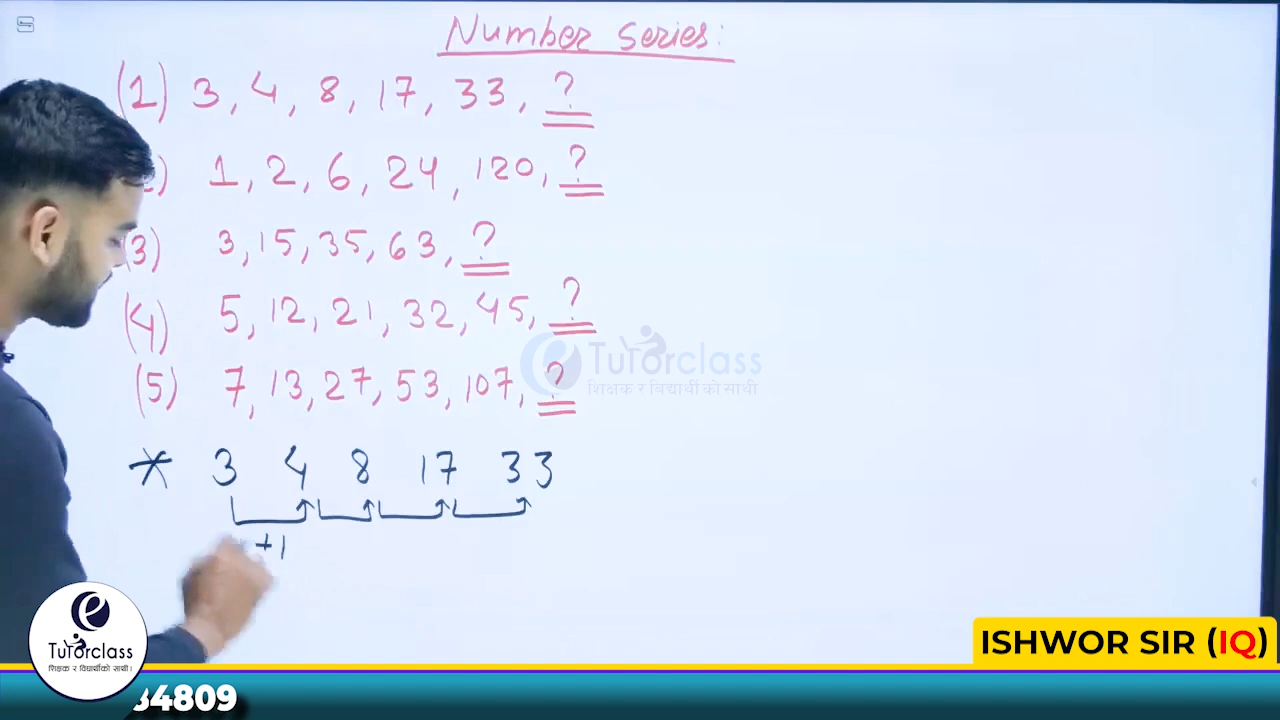 Number Series:
(1) 3, 4, 8, 17, 33, ?
) 1, 2, 6, 24, 120, ?
(3) 3, 15, 35, 63, ?
(4) 5, 12, 21, 32, 45, ?
(5) 7, 13, 27, 53, 107, ?
* 3 4 8 17 33
+1
Tutorclass
शिक्षक र बिद्यार्थी को साथी
Tutorclass
शिक्षक र विद्यार्थीको साथी।
ISHWOR SIR (IQ)
34809